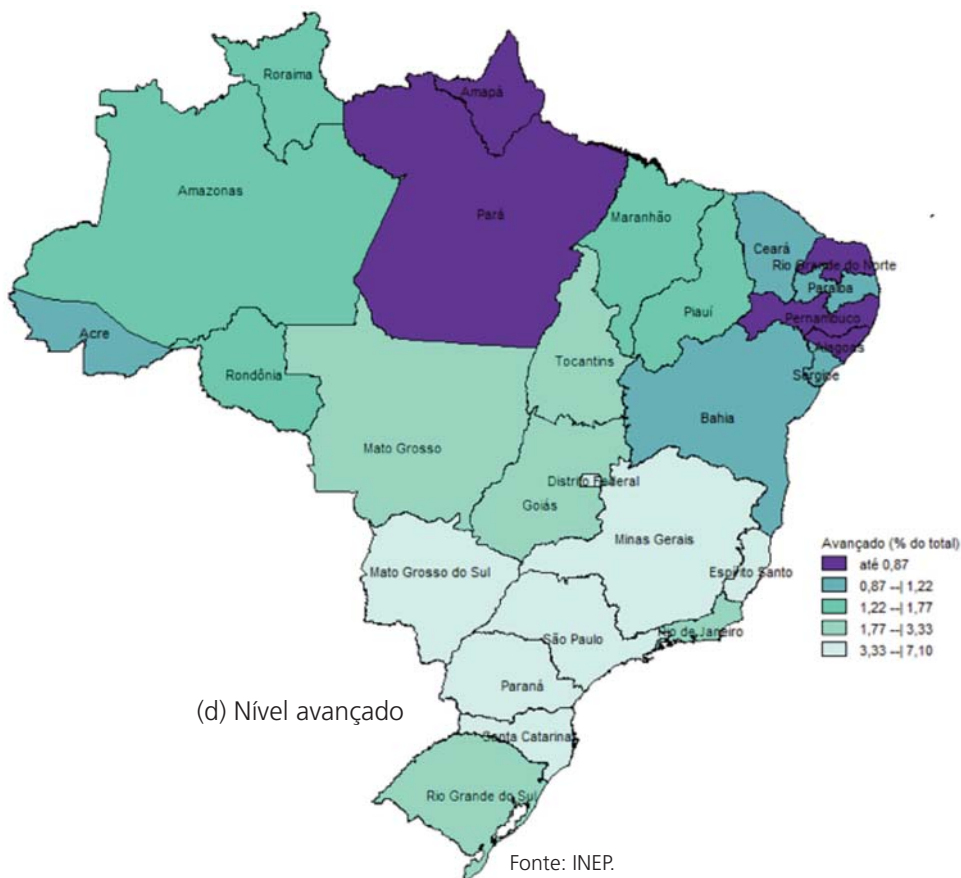 Roraima
Amapá
Amazonas
Pará
Maranhão
Ceará
Rio Grande do Norte
Paraíba
Piauí
Pernambuco
Acre
Alagoas
Tocantins
Sergipe
Rondônia
Bahia
Mato Grosso
Distrito Federal
Goiás
Minas Gerais
Avançado (% do total)
até 0,87
0,87 --| 1,22
1,22 --| 1,77
1,77 --| 3,33
3,33 --| 7,10
Mato Grosso do Sul
Espírito Santo
São Paulo
Rio de Janeiro
Paraná
(d) Nível avançado
Santa Catarina
Rio Grande do Sul
Fonte: INEP.